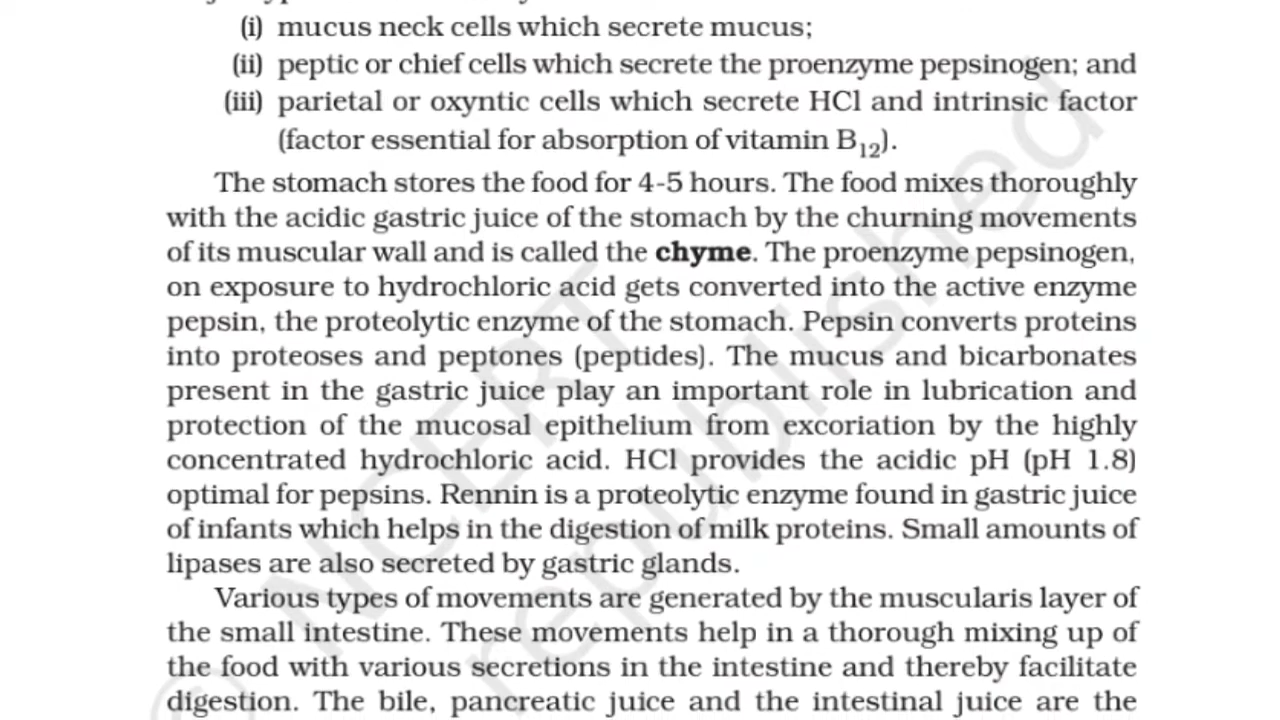 (i) mucus neck cells which secrete mucus;
(ii) peptic or chief cells which secrete the proenzyme pepsinogen; and
(iii) parietal or oxyntic cells which secrete HCl and intrinsic factor
(factor essential for absorption of vitamin B12).
The stomach stores the food for 4-5 hours. The food mixes thoroughly
with the acidic gastric juice of the stomach by the churning movements
of its muscular wall and is called the chyme. The proenzyme pepsinogen,
on exposure to hydrochloric acid gets converted into the active enzyme
pepsin, the proteolytic enzyme of the stomach. Pepsin converts proteins
into proteoses and peptones (peptides). The mucus and bicarbonates
present in the gastric juice play an important role in lubrication and
protection of the mucosal epithelium from excoriation by the highly
concentrated hydrochloric acid. HCl provides the acidic pH (pH 1.8)
optimal for pepsins. Rennin is a proteolytic enzyme found in gastric juice
of infants which helps in the digestion of milk proteins. Small amounts of
lipases are also secreted by gastric glands.
Various types of movements are generated by the muscularis layer of
the small intestine. These movements help in a thorough mixing up of
the food with various secretions in the intestine and thereby facilitate
digestion. The bile, pancreatic juice and the intestinal juice are the
© NCERT
republished